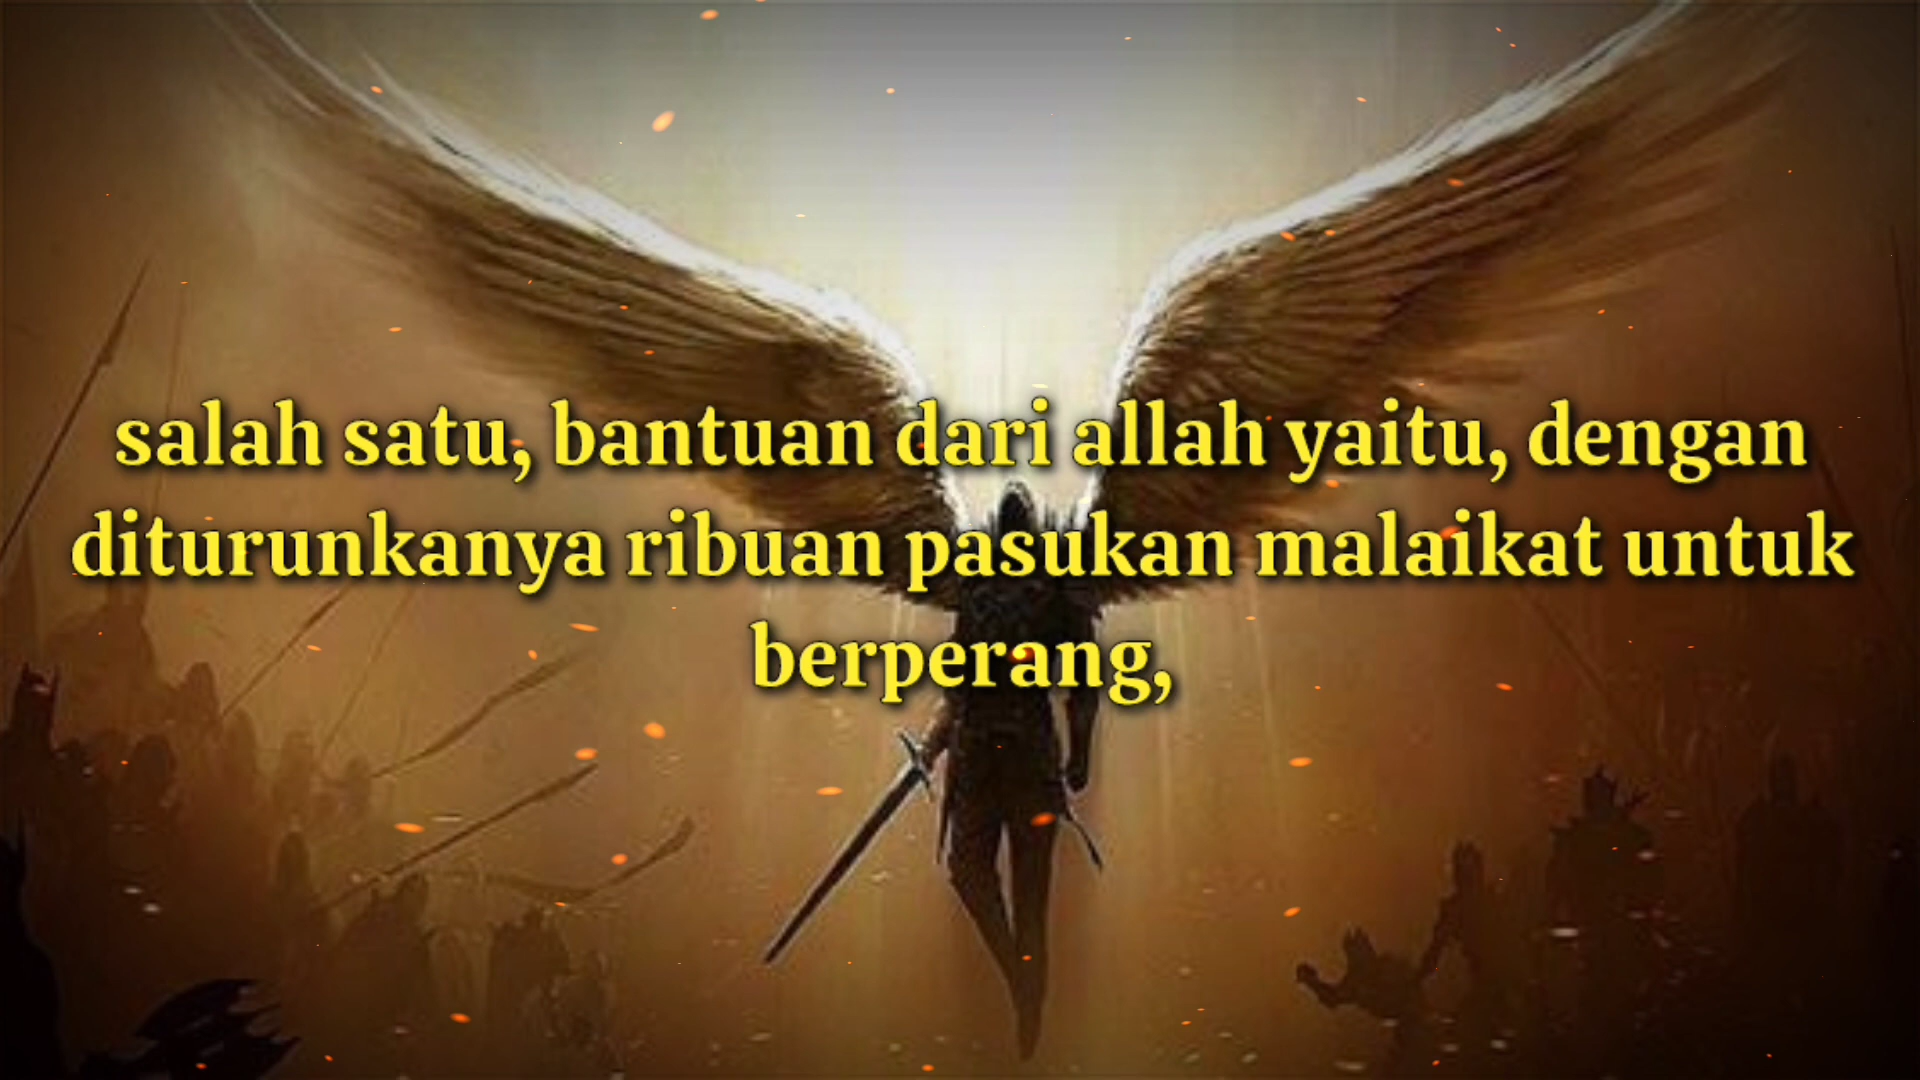 salah satu, bantuan dari allah yaitu, dengan
diturunkanya ribuan pasukan malaikat untuk
berperang,